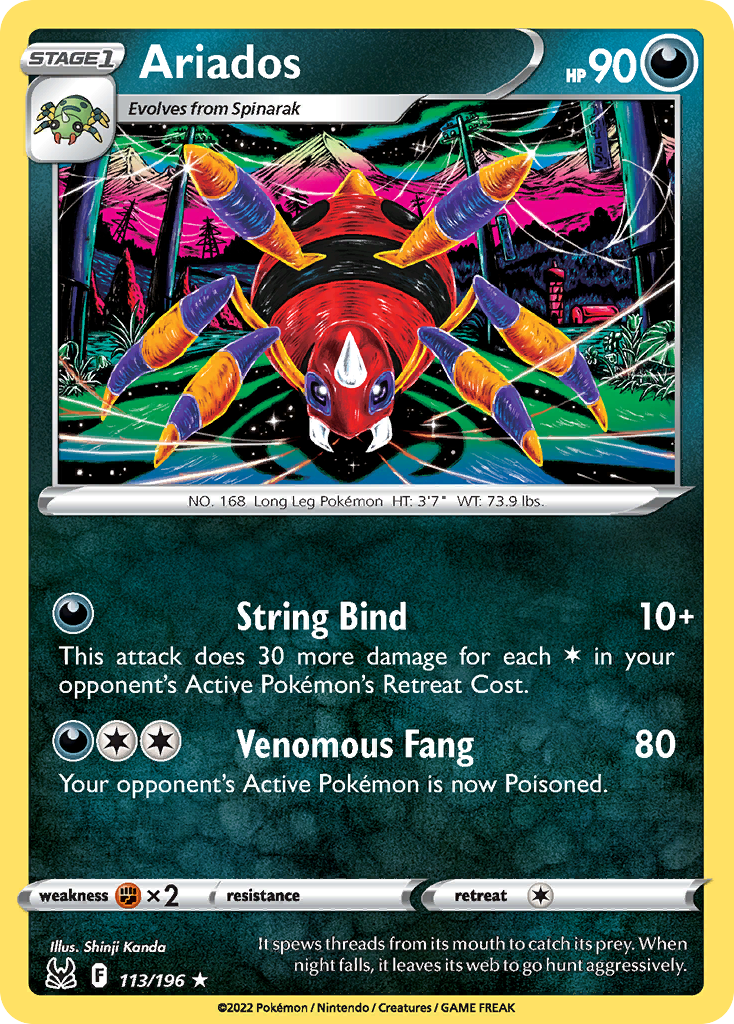 STAGE1
Ariados
HP90
Evolves from Spinarak
NO. 168 Long Leg Pokémon HT: 3'7" WT: 73.9 lbs.
String Bind 10+
This attack does 30 more damage for each in your
opponent's Active Pokémon's Retreat Cost.
Venomous Fang 80
Your opponent's Active Pokémon is now Poisoned.
weakness ×2 resistance retreat
Illus. Shinji Kanda
It spews threads from its mouth to catch its prey. When
night falls, it leaves its web to go hunt aggressively.
F 113/196 ★
©2022 Pokémon / Nintendo / Creatures / GAME FREAK